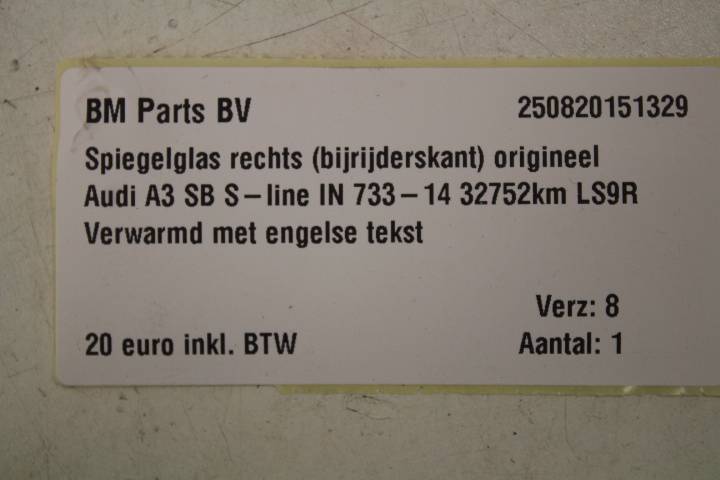 BM Parts BV 250820151329
Spiegelglas rechts (bijrijderskant) origineel
Audi A3 SB S-line IN 733-14 32752km LS9R
Verwarmd met engelse tekst
Verz: 8
20 euro inkl. BTW Aantal: 1